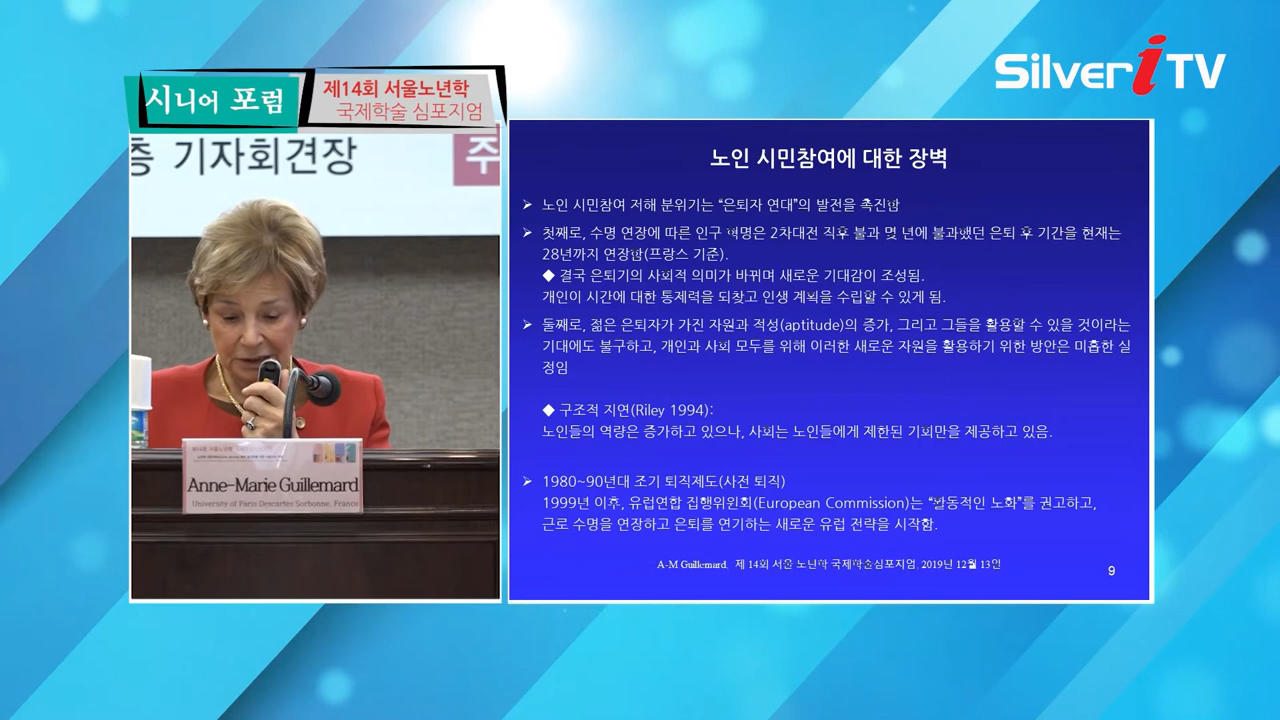 Silver i TV
시니어 포럼
제14회 서울노년학
국제학술 심포지엄
층 기자회견장
주
Anne-Marie Guillemard
University of Paris Descartes Sorbonne, France
노인 시민참여에 대한 장벽
➢ 노인 시민참여 저해 분위기는 “은퇴자 연대”의 발전을 촉진함
➢ 첫째로, 수명 연장에 따른 인구 혁명은 2차대전 직후 불과 몇 년에 불과했던 은퇴 후 기간을 현재는
28년까지 연장함(프랑스 기준).
◆ 결국 은퇴기의 사회적 의미가 바뀌며 새로운 기대감이 조성됨.
개인이 시간에 대한 통제력을 되찾고 인생 계획을 수립할 수 있게 됨.
➢ 둘째로, 젊은 은퇴자가 가진 자원과 적성(aptitude)의 증가, 그리고 그들을 활용할 수 있을 것이라는
기대에도 불구하고, 개인과 사회 모두를 위해 이러한 새로운 자원을 활용하기 위한 방안은 미흡한 실
정임
◆ 구조적 지연(Riley 1994):
노인들의 역량은 증가하고 있으나, 사회는 노인들에게 제한된 기회만을 제공하고 있음.
➢ 1980~90년대 조기 퇴직제도(사전 퇴직)
1999년 이후, 유럽연합 집행위원회(European Commission)는 “활동적인 노화”를 권고하고,
근로 수명을 연장하고 은퇴를 연기하는 새로운 유럽 전략을 시작함.
A-M Guillemard, 제 14회 서울 노년학 국제학술심포지엄, 2019년 12월 13일
9